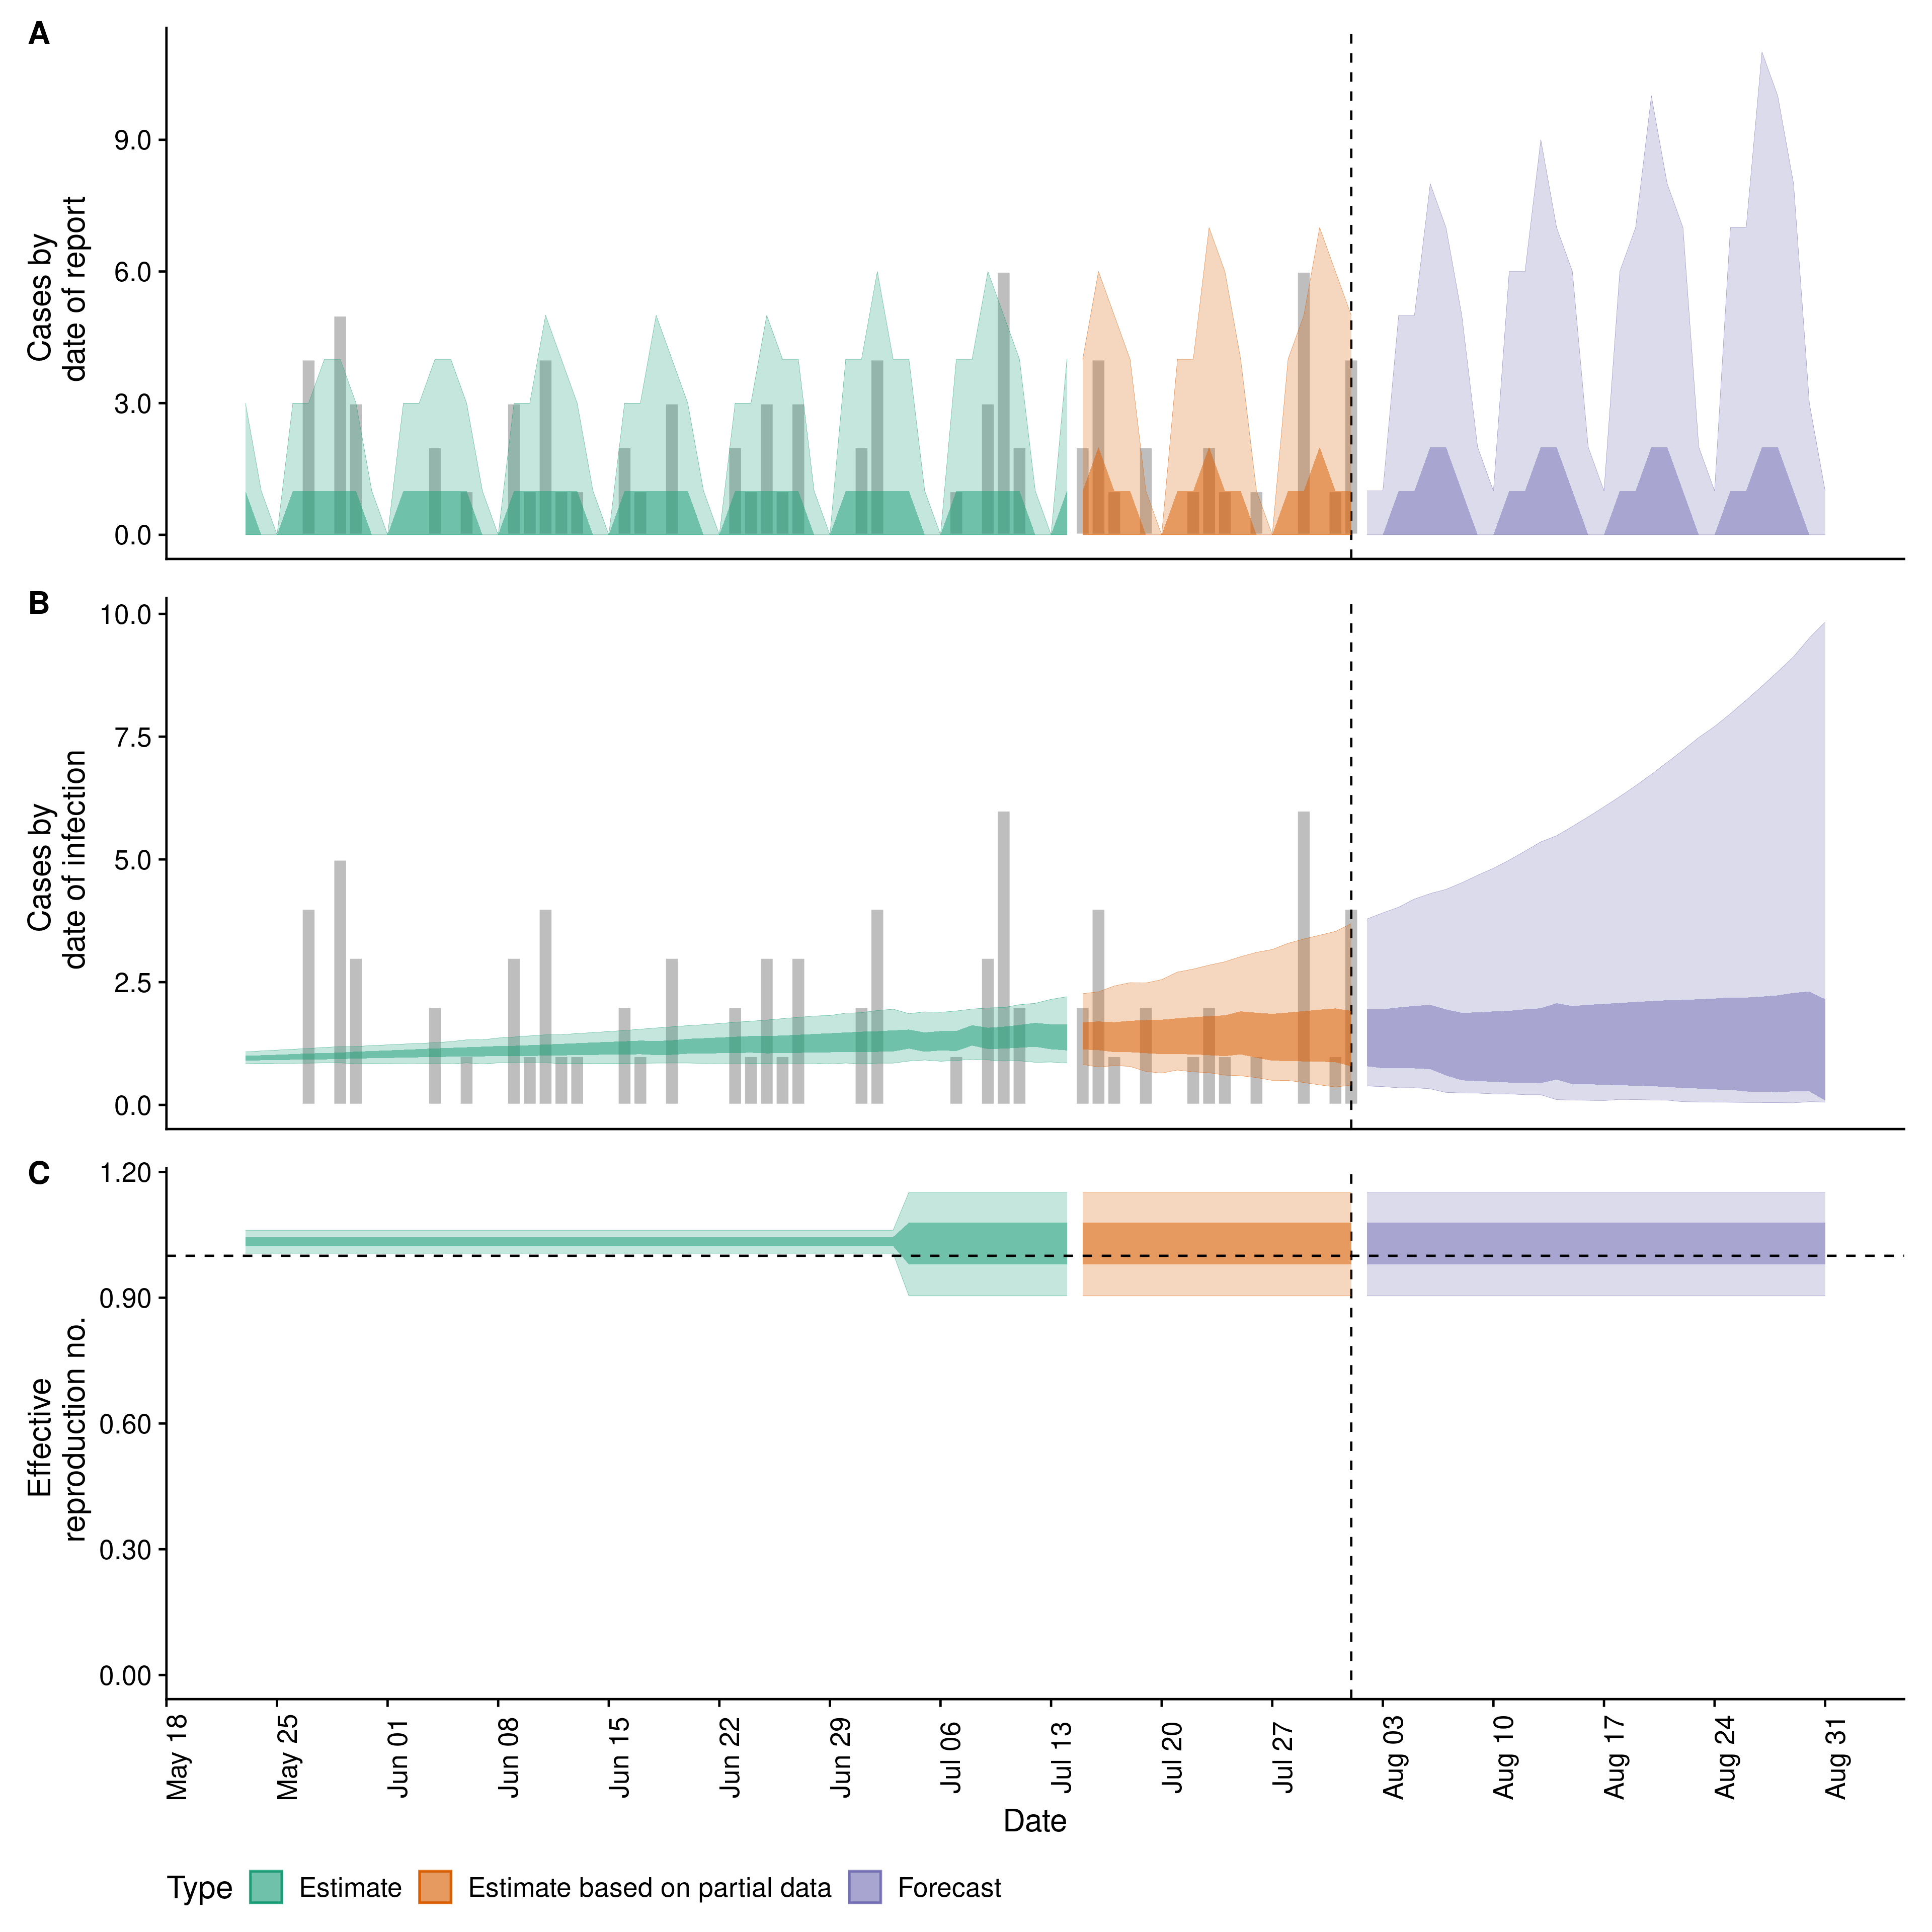 A
Cases by
date of report
9.0
6.0
3.0
0.0
B
Cases by
date of infection
10.0
7.5
5.0
2.5
0.0
C
Effective
reproduction no.
1.20
0.90
0.60
0.30
0.00
May 18
May 25
Jun 01
Jun 08
Jun 15
Jun 22
Jun 29
Jul 06
Jul 13
Jul 20
Jul 27
Aug 03
Aug 10
Aug 17
Aug 24
Aug 31
Date
Type Estimate Estimate based on partial data Forecast